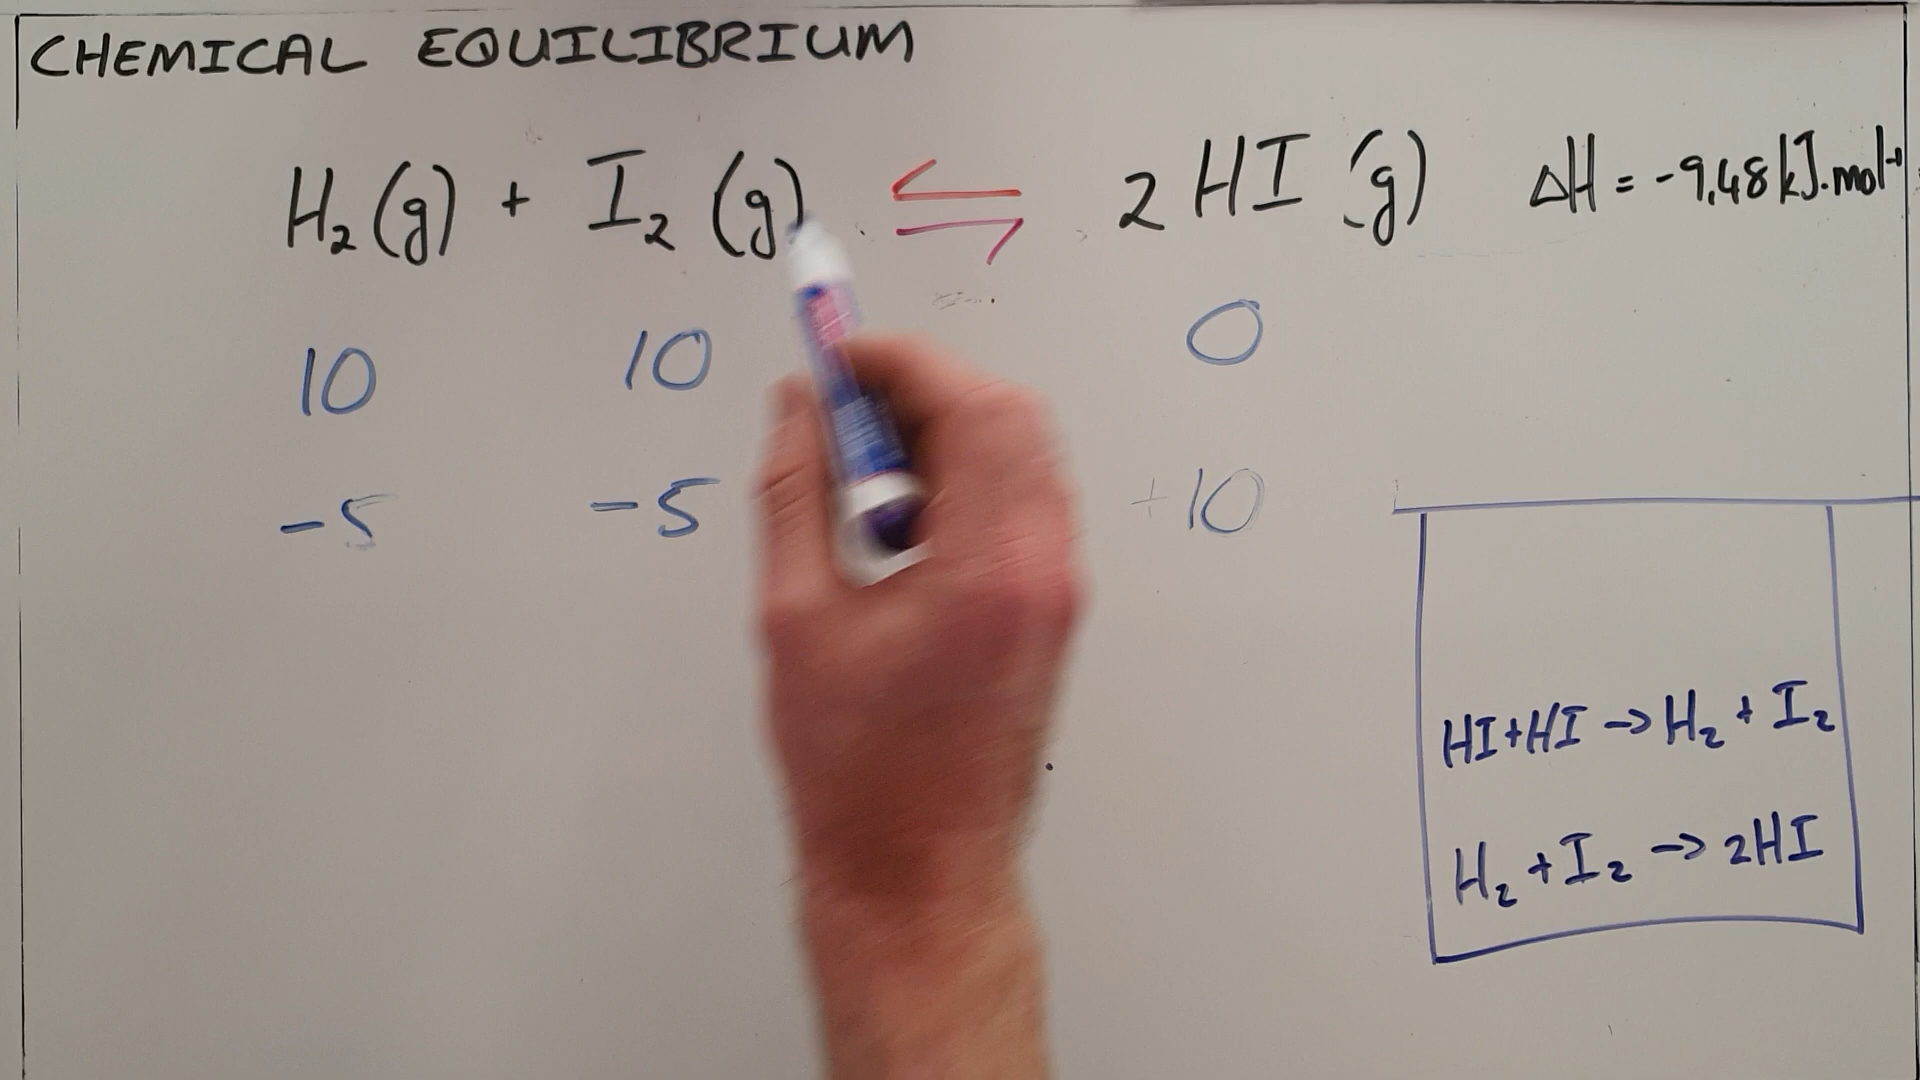 CHEMICAL EQUILIBRIUM
H₂(g) + I₂(g) ⇌ 2HI(g) ΔH = -9,48 kJ.mol⁻¹
10 10 0
-5 -5 +10
HI+HI → H₂ + I₂
H₂ + I₂ → 2HI